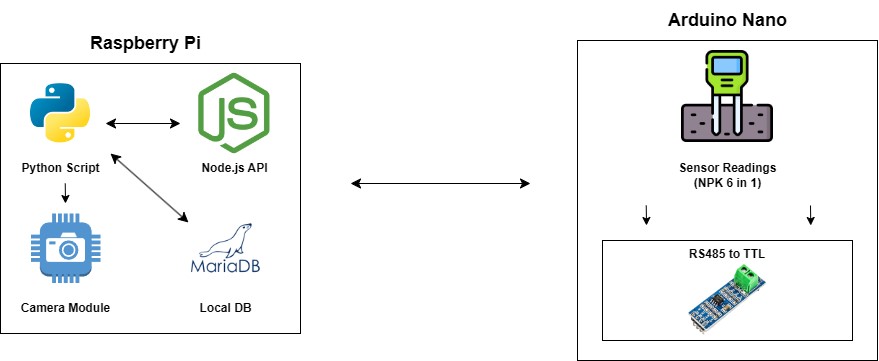 Raspberry Pi
Python Script
JS
Node.js API
Camera Module
MariaDB
Local DB
Arduino Nano
Sensor Readings
(NPK 6 in 1)
RS485 to TTL